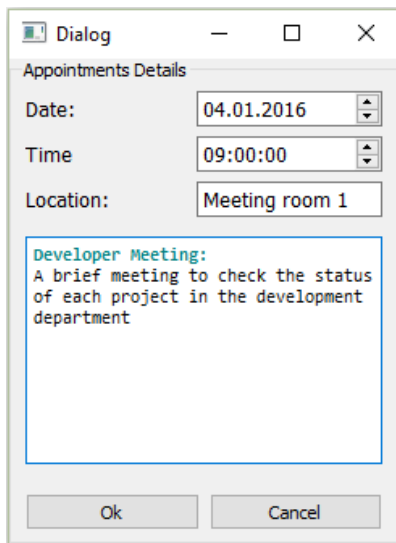 Dialog
Appointments Details
Date: 04.01.2016
Time 09:00:00
Location: Meeting room 1
Developer Meeting:
A brief meeting to check the status
of each project in the development
department
Ok Cancel